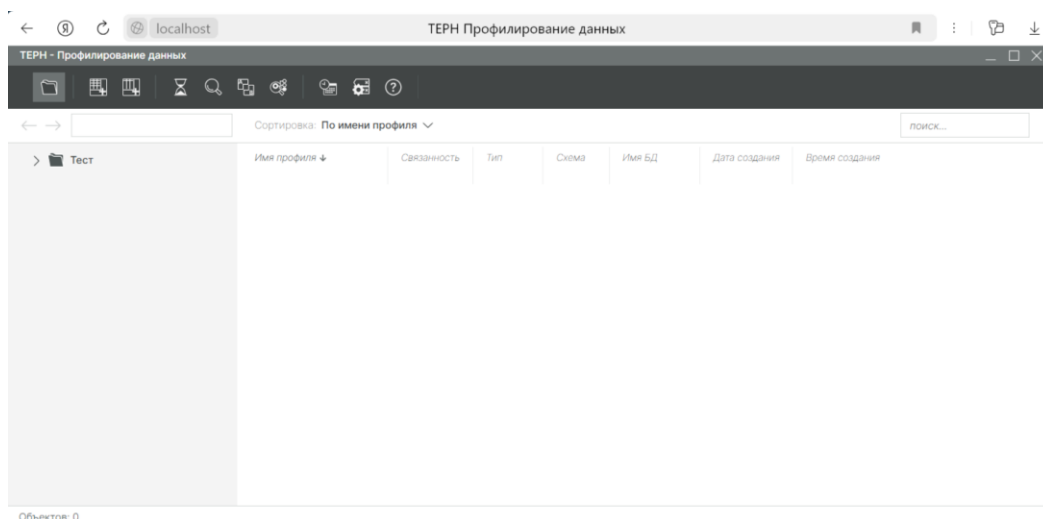 localhost
ТЕРН Профилирование данных
ТЕРН - Профилирование данных
Сортировка: По имени профиля
поиск...
Тест
Имя профиля Связанность Тип Схема Имя БД Дата создания Время создания
Объектов: 0